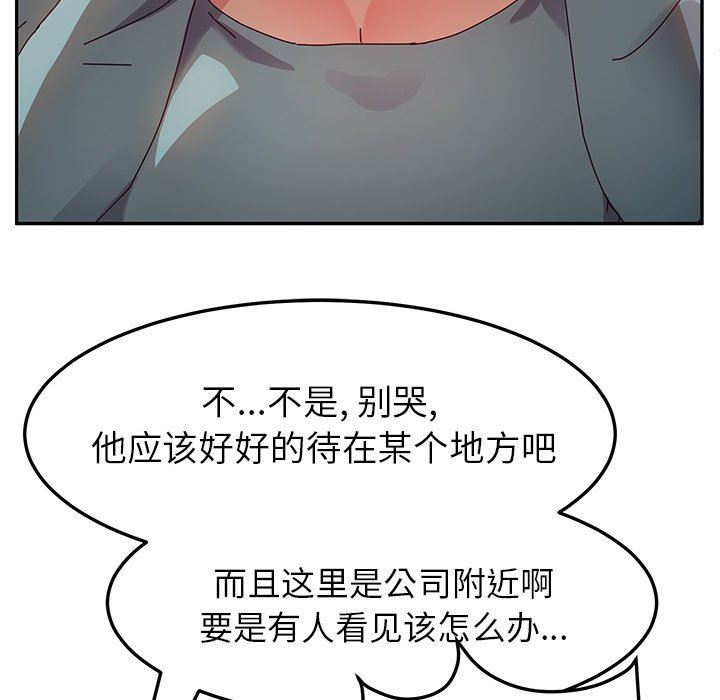 不...不是, 别哭,
他应该好好的待在某个地方吧
而且这里是公司附近啊
要是有人看见该怎么办...